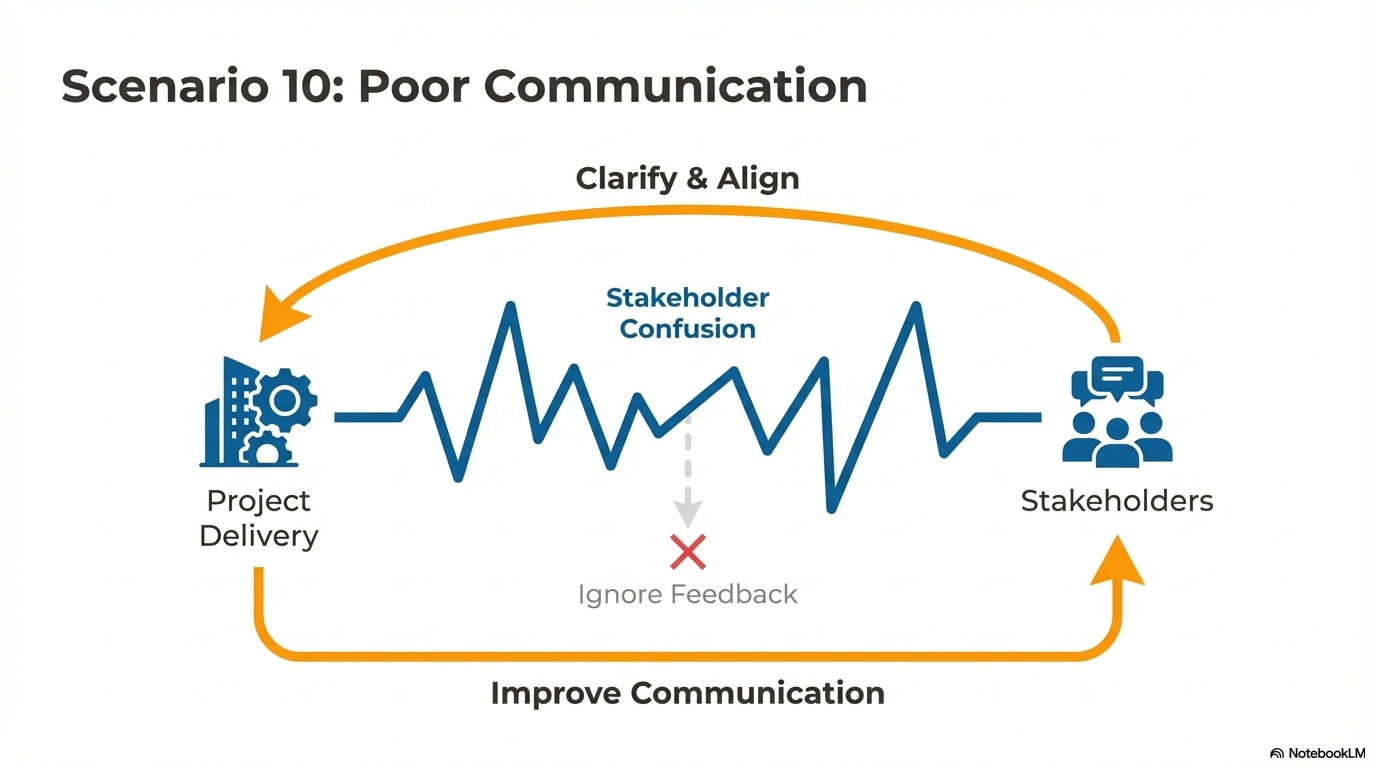 Scenario 10: Poor Communication
Clarify & Align
Stakeholder
Confusion
Project
Delivery
Stakeholders
Ignore Feedback
Improve Communication
NotebookLM